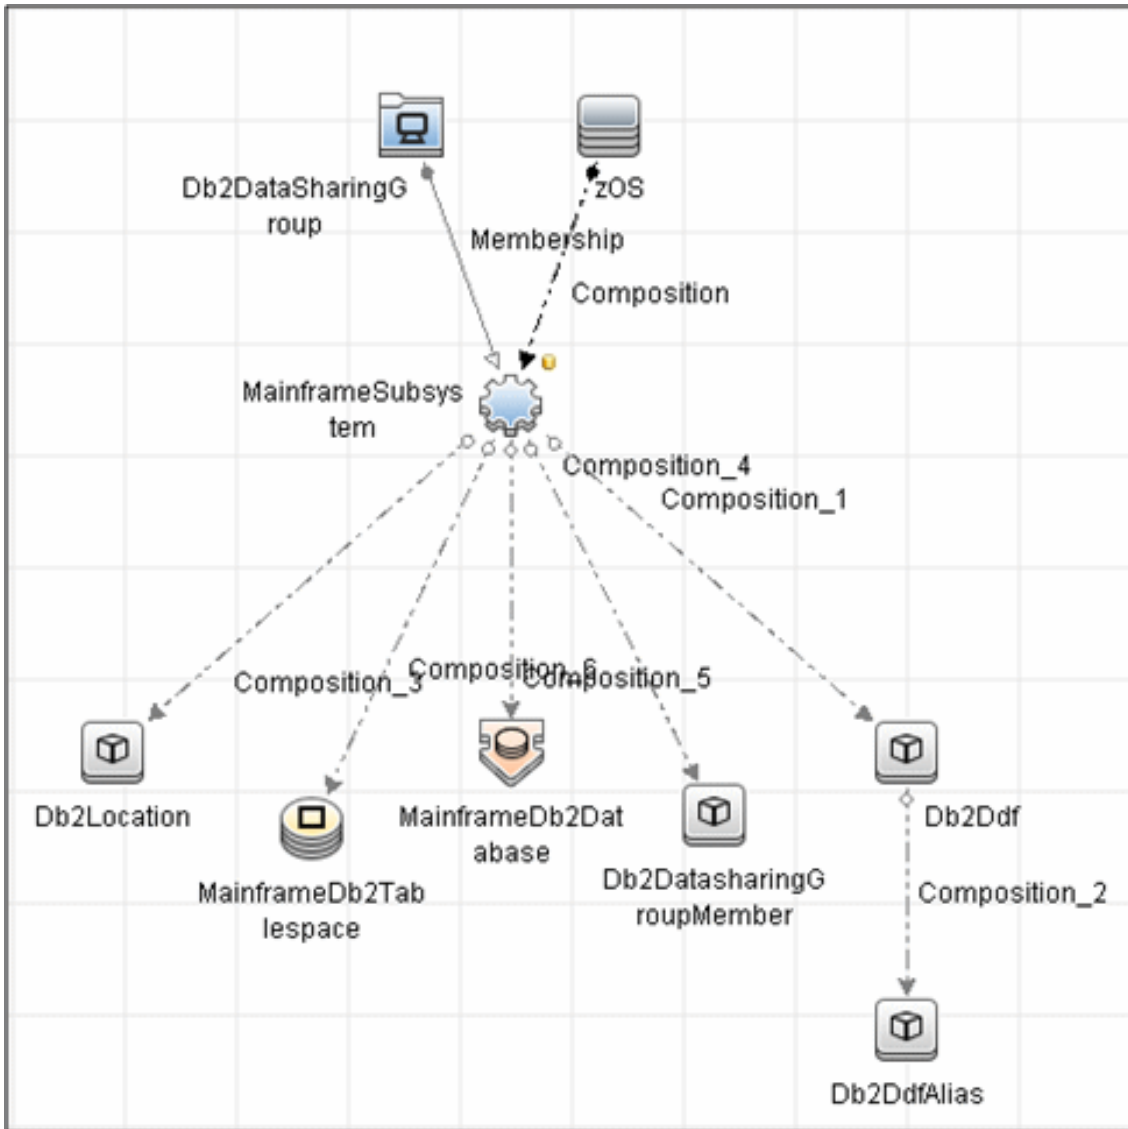 Db2DataSharingG
roup
zOS
Membership
Composition
MainframeSubsys
tem
Composition_4
Composition_1
Composition_3
Composition_6
Composition_5
Db2Location
MainframeDb2Dat
abase
Db2Ddf
MainframeDb2Tab
lespace
Db2DatasharingG
roupMember
Composition_2
Db2DdfAlias